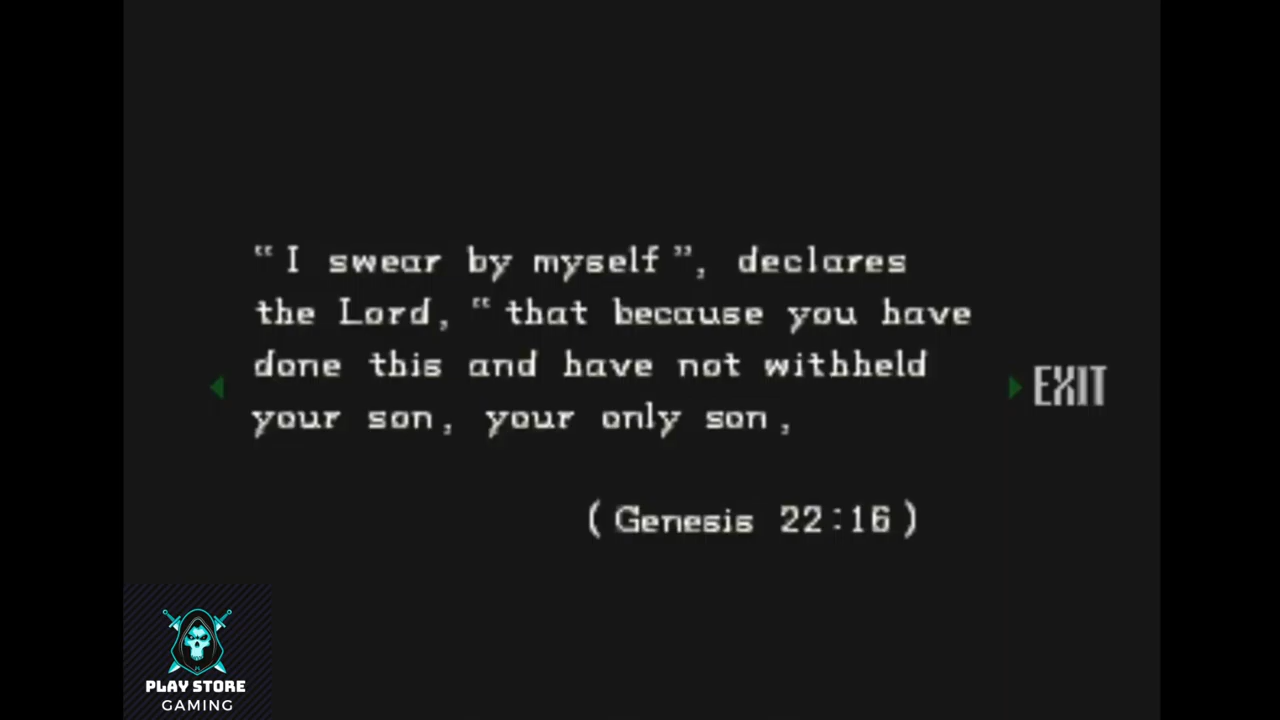 “I swear by myself”, declares
the Lord, “that because you have
done this and have not withheld
your son, your only son,
EXIT
(Genesis 22:16)
PLAY STORE
GAMING